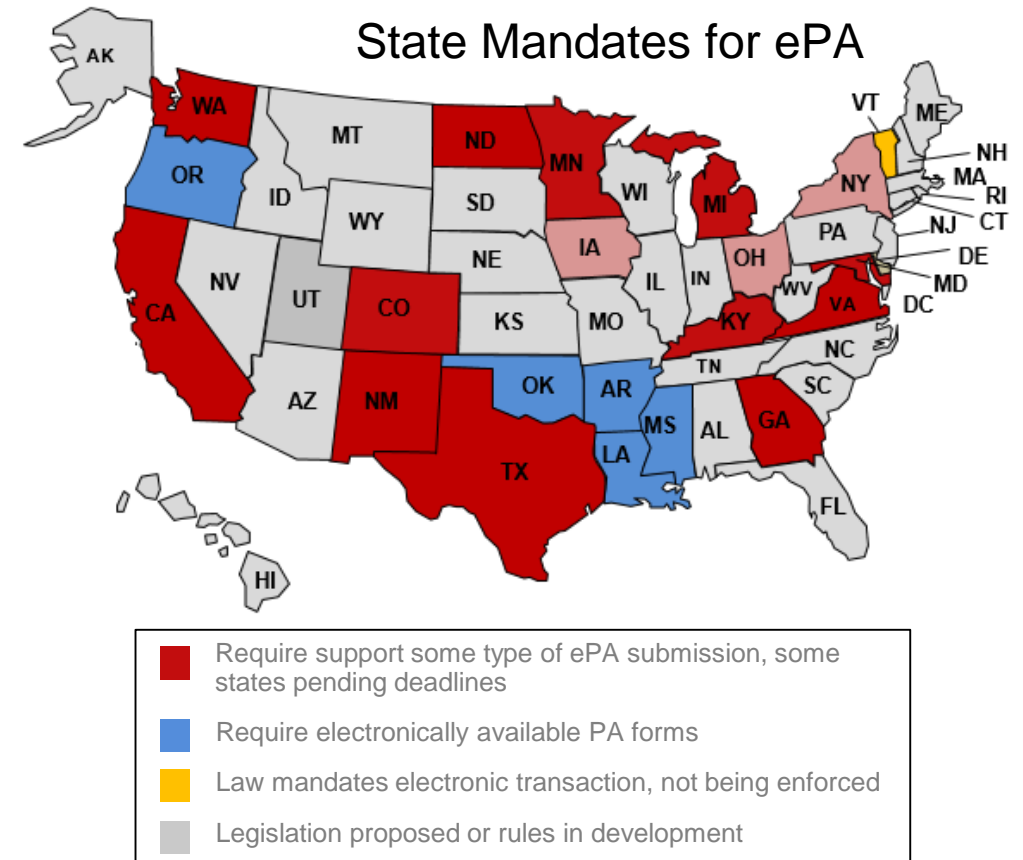 State Mandates for ePA
AK
WA
MT
ND
MN
VT
ME
OR
ID
SD
WI
MI
NY
NH
MA
RI
WY
IA
PA
CT
NJ
NV
NE
IL
IN
OH
DE
MD
UT
CO
WV
VA
DC
CA
KS
MO
KY
NC
TN
AZ
NM
OK
AR
SC
MS
AL
GA
LA
TX
FL
HI
Require support some type of ePA submission, some
states pending deadlines
Require electronically available PA forms
Law mandates electronic transaction, not being enforced
Legislation proposed or rules in development